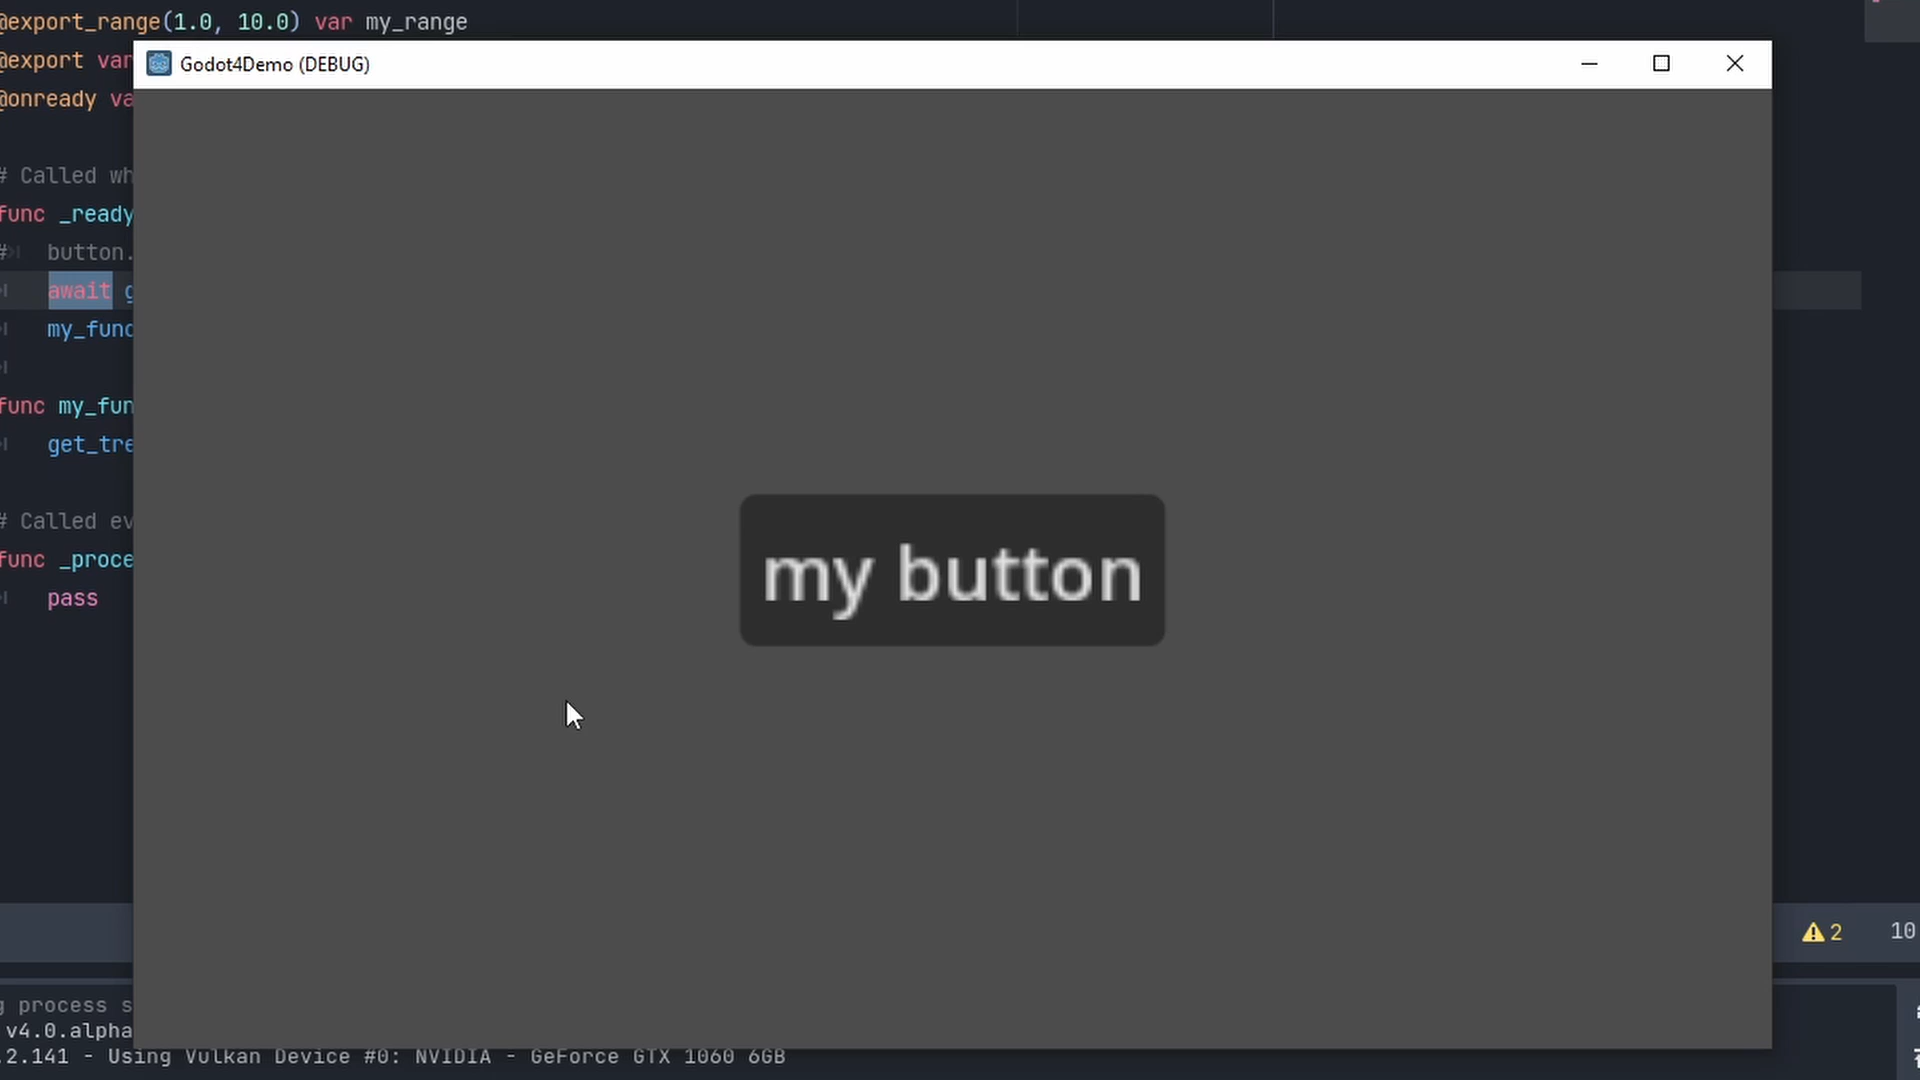 @export_range(1.0, 10.0) var my_range
@export var
@onready va
Godot4Demo (DEBUG)
# Called wh
func _ready
# button.
await g
my_func
func my_fun
get_tre
my button
# Called ev
func _proce
pass
2
10
g process s
v4.0.alpha
.2.141 - Using Vulkan Device #0: NVIDIA - GeForce GTX 1060 6GB